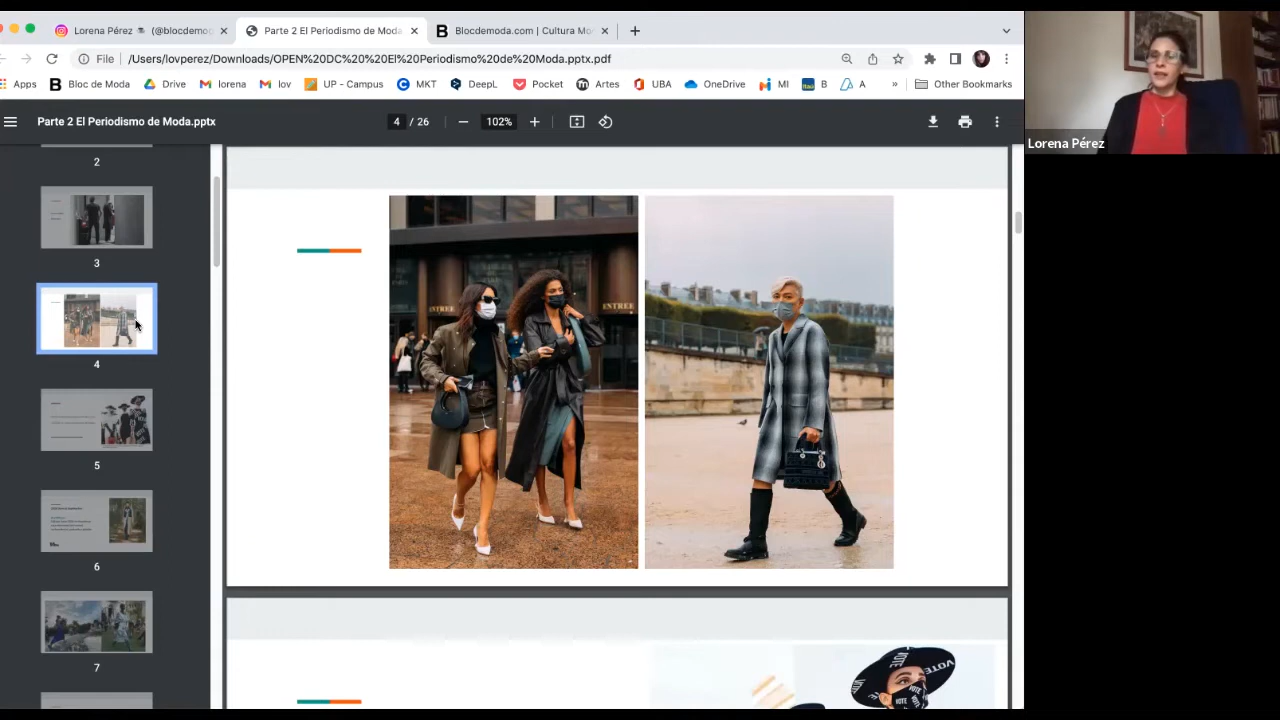 Lorena Pérez (@blocdemod
Parte 2 El Periodismo de Moda
Blocdemoda.com | Cultura Mo
File
/Users/lovperez/Downloads/OPEN%20DC%20%20El%20Periodismo%20de%20Moda.pptx.pdf
Apps
Bloc de Moda
Drive
lorena
lov
UP - Campus
MKT
DeepL
Pocket
Artes
UBA
OneDrive
MI
B
A
»
Other Bookmarks
Parte 2 El Periodismo de Moda.pptx
4 / 26
102%
Lorena Pérez
2
3
4
5
6
7
ENTREE
ENTREE
VOTE
VOTE
VOTE
VOTE